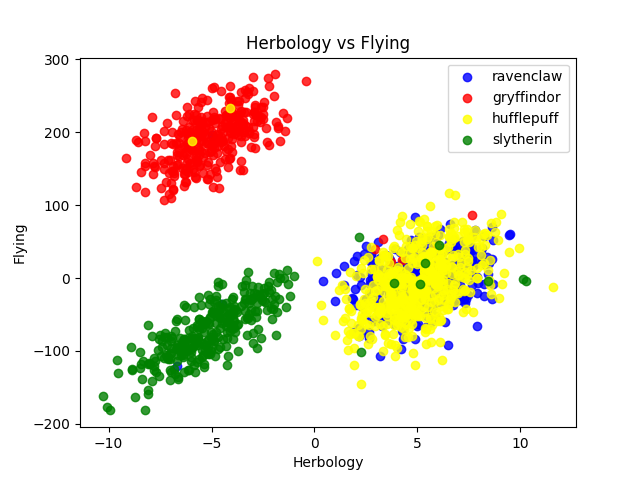 Herbology vs Flying
ravenclaw
gryffindor
hufflepuff
slytherin
300
200
100
0
−100
−200
Flying
−10
−5
0
5
10
Herbology